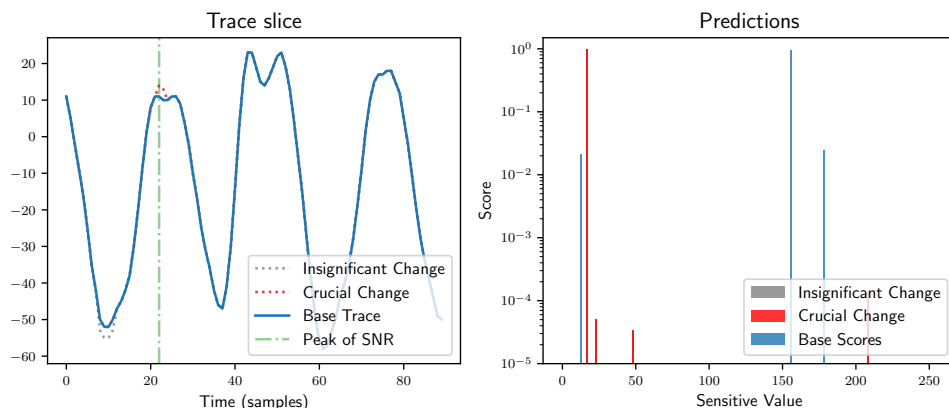 Trace slice
20
10
0
−10
−20
−30
−40
−50
−60
0
20
40
60
80
Time (samples)
Insignificant Change
Crucial Change
Base Trace
Peak of SNR
Predictions
10^0
10^−1
10^−2
10^−3
10^−4
10^−5
Score
0
50
100
150
200
250
Sensitive Value
Insignificant Change
Crucial Change
Base Scores